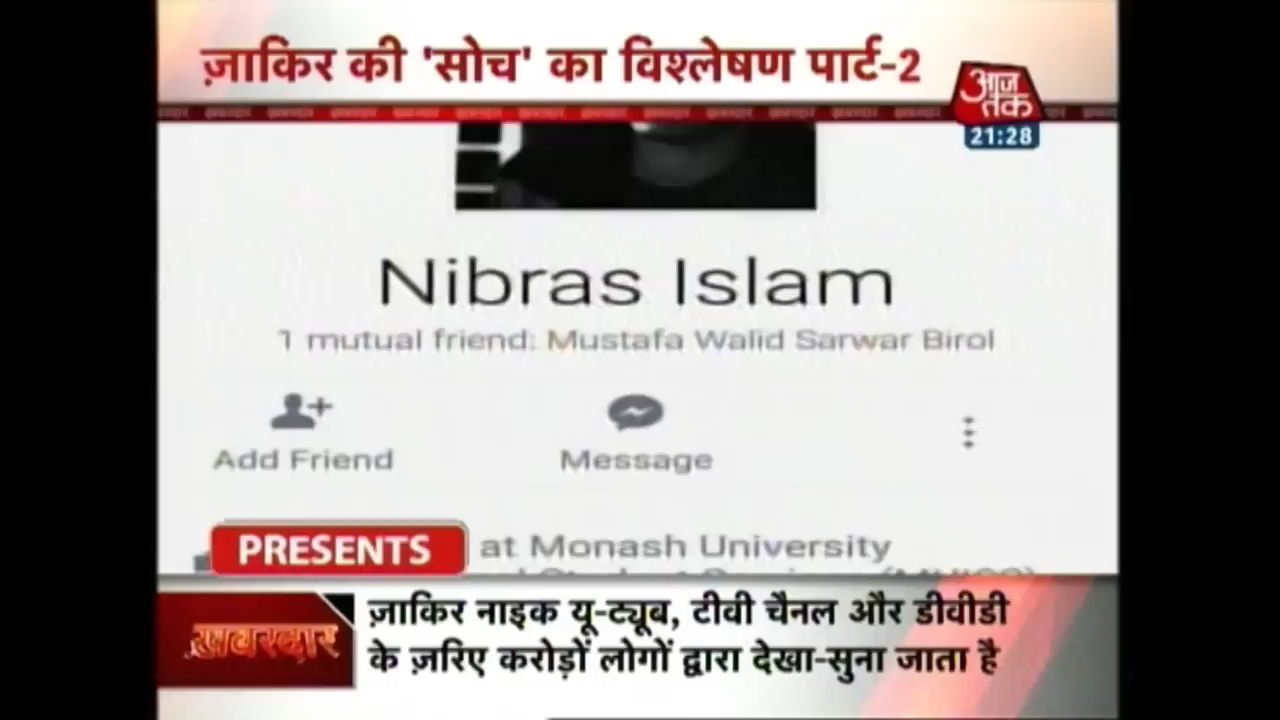 ज़ाकिर की 'सोच' का विश्लेषण पार्ट-2
आज तक
21:28
Nibras Islam
1 mutual friend: Mustafa Walid Sarwar Birol
Add Friend
Message
PRESENTS
at Monash University
ख़बरदार
ज़ाकिर नाइक यू-ट्यूब, टीवी चैनल और डीवीडी
के ज़रिए करोड़ों लोगों द्वारा देखा-सुना जाता है